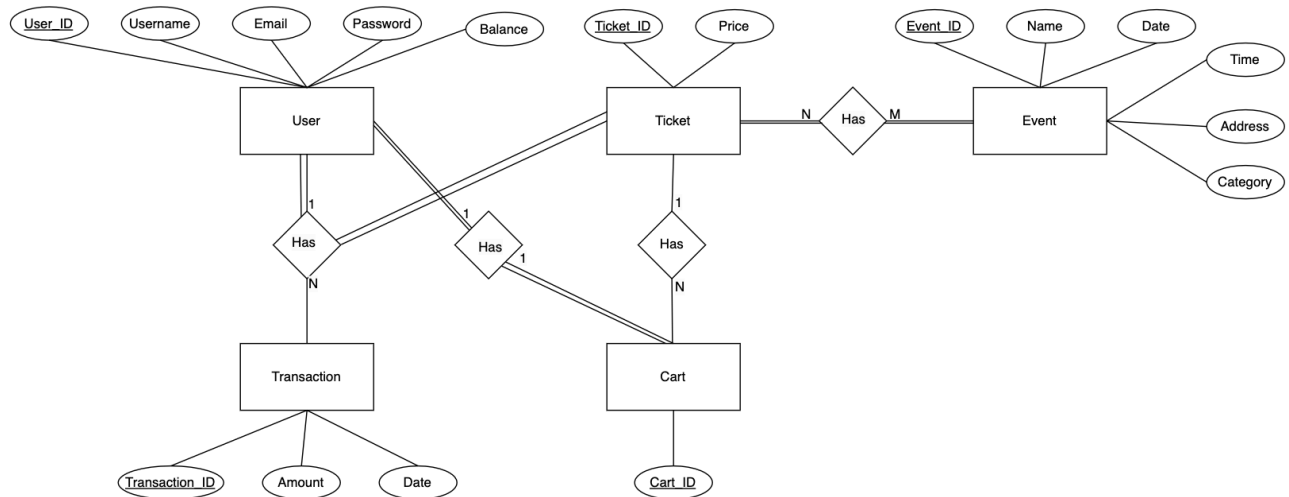 User_ID
Username
Email
Password
Balance
Ticket_ID
Price
Event_ID
Name
Date
Time
Address
Category
User
Ticket
N
Has
M
Event
1
Has
N
1
Has
1
1
Has
N
Transaction
Cart
Transaction_ID
Amount
Date
Cart_ID